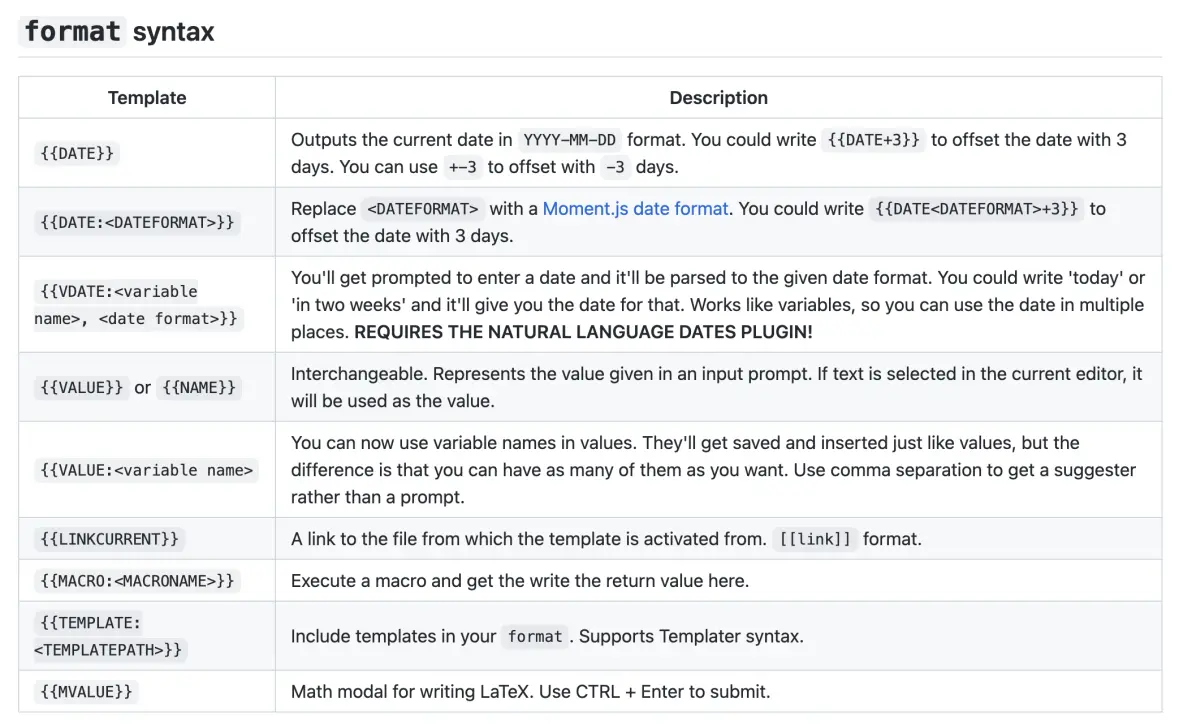 format syntax
Template
Description
{{DATE}}
Outputs the current date in YYYY-MM-DD format. You could write {{DATE+3}} to offset the date with 3
days. You can use +-3 to offset with -3 days.
{{DATE:<DATEFORMAT>}}
Replace <DATEFORMAT> with a Moment.js date format. You could write {{DATE<DATEFORMAT>+3}} to
offset the date with 3 days.
{{VDATE:<variable
name>, <date format>}}
You'll get prompted to enter a date and it'll be parsed to the given date format. You could write 'today' or
'in two weeks' and it'll give you the date for that. Works like variables, so you can use the date in multiple
places. REQUIRES THE NATURAL LANGUAGE DATES PLUGIN!
{{VALUE}} or {{NAME}}
Interchangeable. Represents the value given in an input prompt. If text is selected in the current editor, it
will be used as the value.
{{VALUE:<variable name>
You can now use variable names in values. They'll get saved and inserted just like values, but the
difference is that you can have as many of them as you want. Use comma separation to get a suggester
rather than a prompt.
{{LINKCURRENT}}
A link to the file from which the template is activated from. [[link]] format.
{{MACRO:<MACRONAME>}}
Execute a macro and get the write the return value here.
{{TEMPLATE:
<TEMPLATEPATH>}}
Include templates in your format. Supports Templater syntax.
{{MVALUE}}
Math modal for writing LaTeX. Use CTRL + Enter to submit.